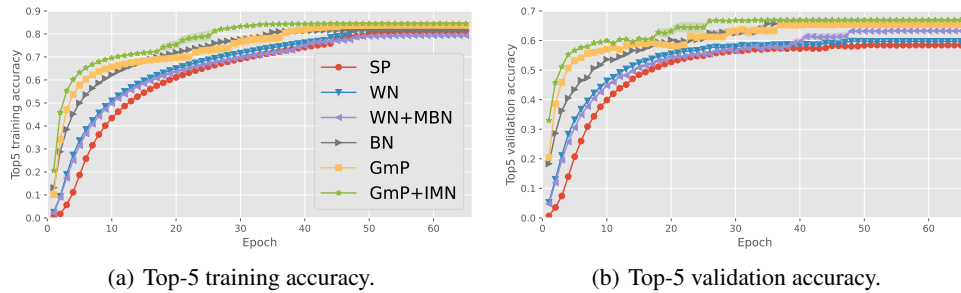 Top5 training accuracy
0.9
0.8
0.7
0.6
0.5
0.4
0.3
0.2
0.1
0.0
0 10 20 30 40 50 60
Epoch
SP
WN
WN+MBN
BN
GmP
GmP+IMN
(a) Top-5 training accuracy.
Top5 validation accuracy
0.7
0.6
0.5
0.4
0.3
0.2
0.1
0.0
0 10 20 30 40 50 60
Epoch
(b) Top-5 validation accuracy.